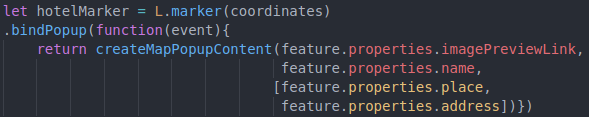 let hotelMarker = L.marker(coordinates)
.bindPopup(function(event){
return createMapPopupContent(feature.properties.imagePreviewLink,
feature.properties.name,
[feature.properties.place,
feature.properties.address])})